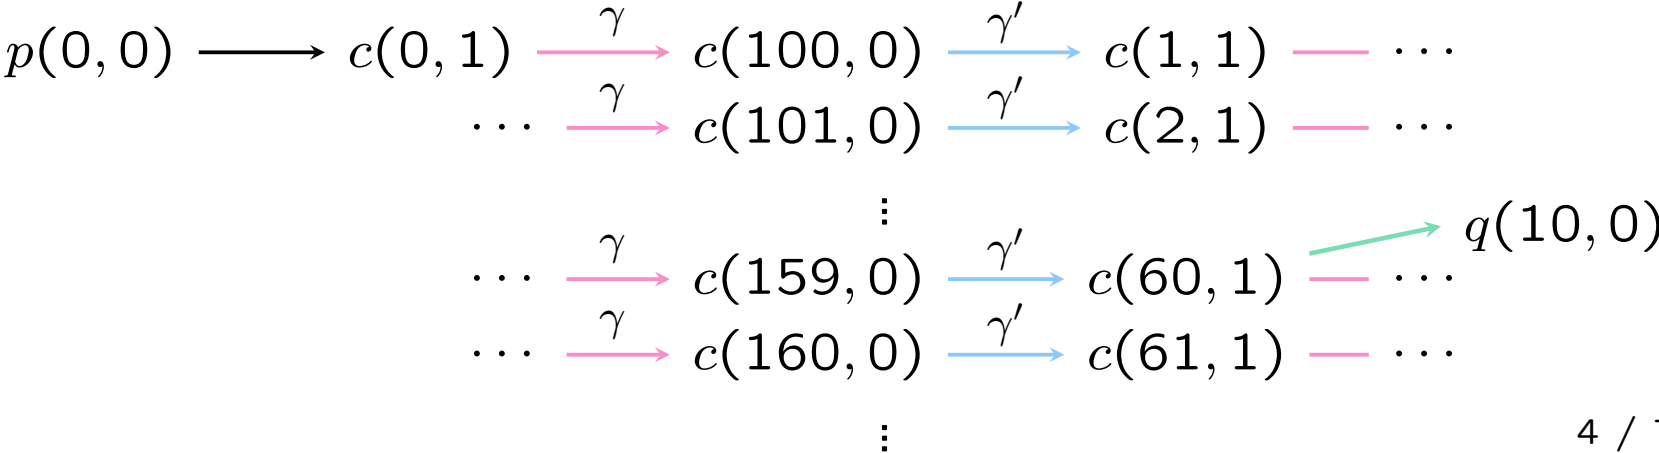 γ γ′
p(0, 0) c(0, 1) c(100, 0) c(1, 1) ···
γ γ′
··· c(101, 0) c(2, 1) ···
⋮
q(10, 0)
γ γ′
··· c(159, 0) c(60, 1) ···
γ γ′
··· c(160, 0) c(61, 1) ···
⋮
4 /